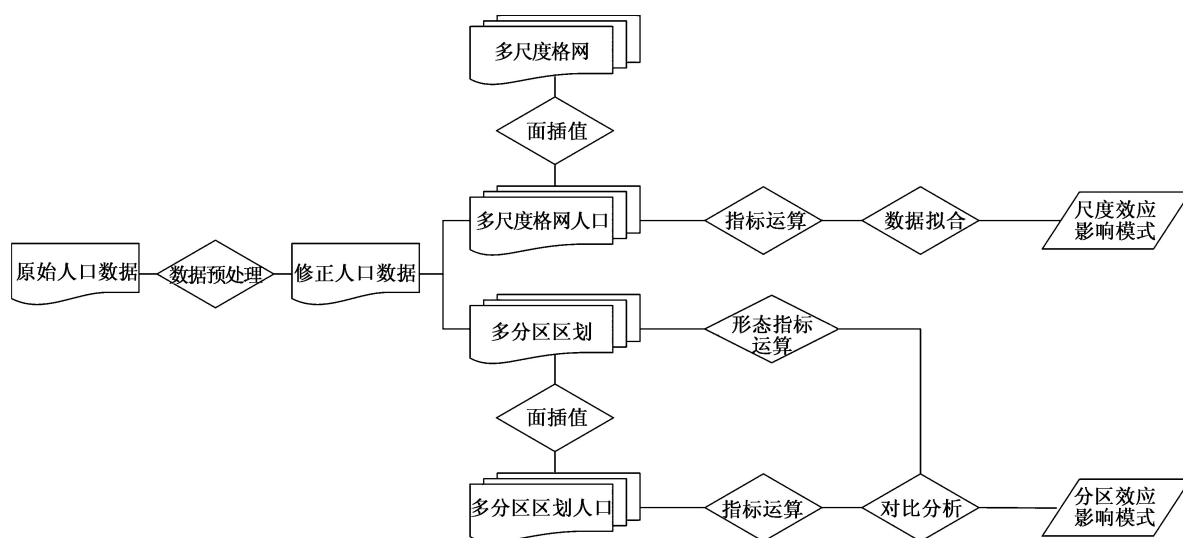 多尺度格网
面插值
多尺度格网人口
指标运算
数据拟合
尺度效应
影响模式
原始人口数据
数据预处理
修正人口数据
多分区区划
形态指标
运算
面插值
多分区区划人口
指标运算
对比分析
分区效应
影响模式